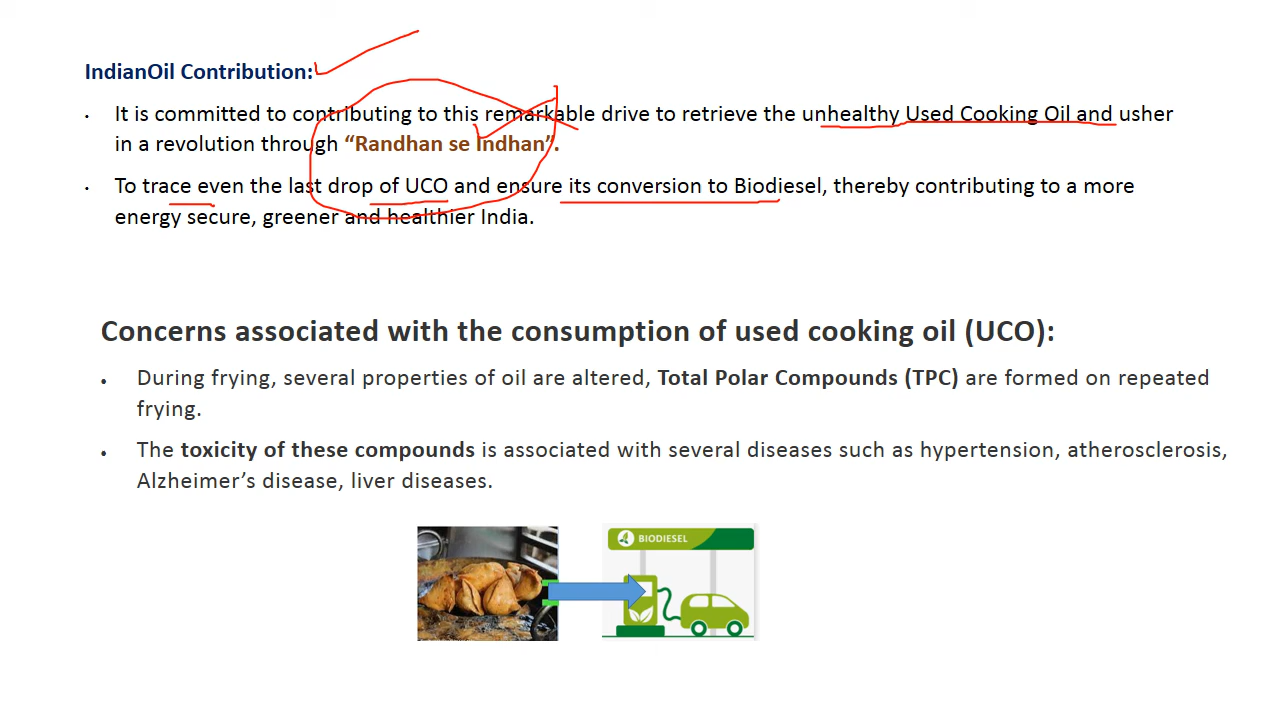 IndianOil Contribution:
• It is committed to contributing to this remarkable drive to retrieve the unhealthy Used Cooking Oil and usher
in a revolution through “Randhan se Indhan”.
• To trace even the last drop of UCO and ensure its conversion to Biodiesel, thereby contributing to a more
energy secure, greener and healthier India.
Concerns associated with the consumption of used cooking oil (UCO):
• During frying, several properties of oil are altered, Total Polar Compounds (TPC) are formed on repeated
frying.
• The toxicity of these compounds is associated with several diseases such as hypertension, atherosclerosis,
Alzheimer’s disease, liver diseases.
BIODIESEL